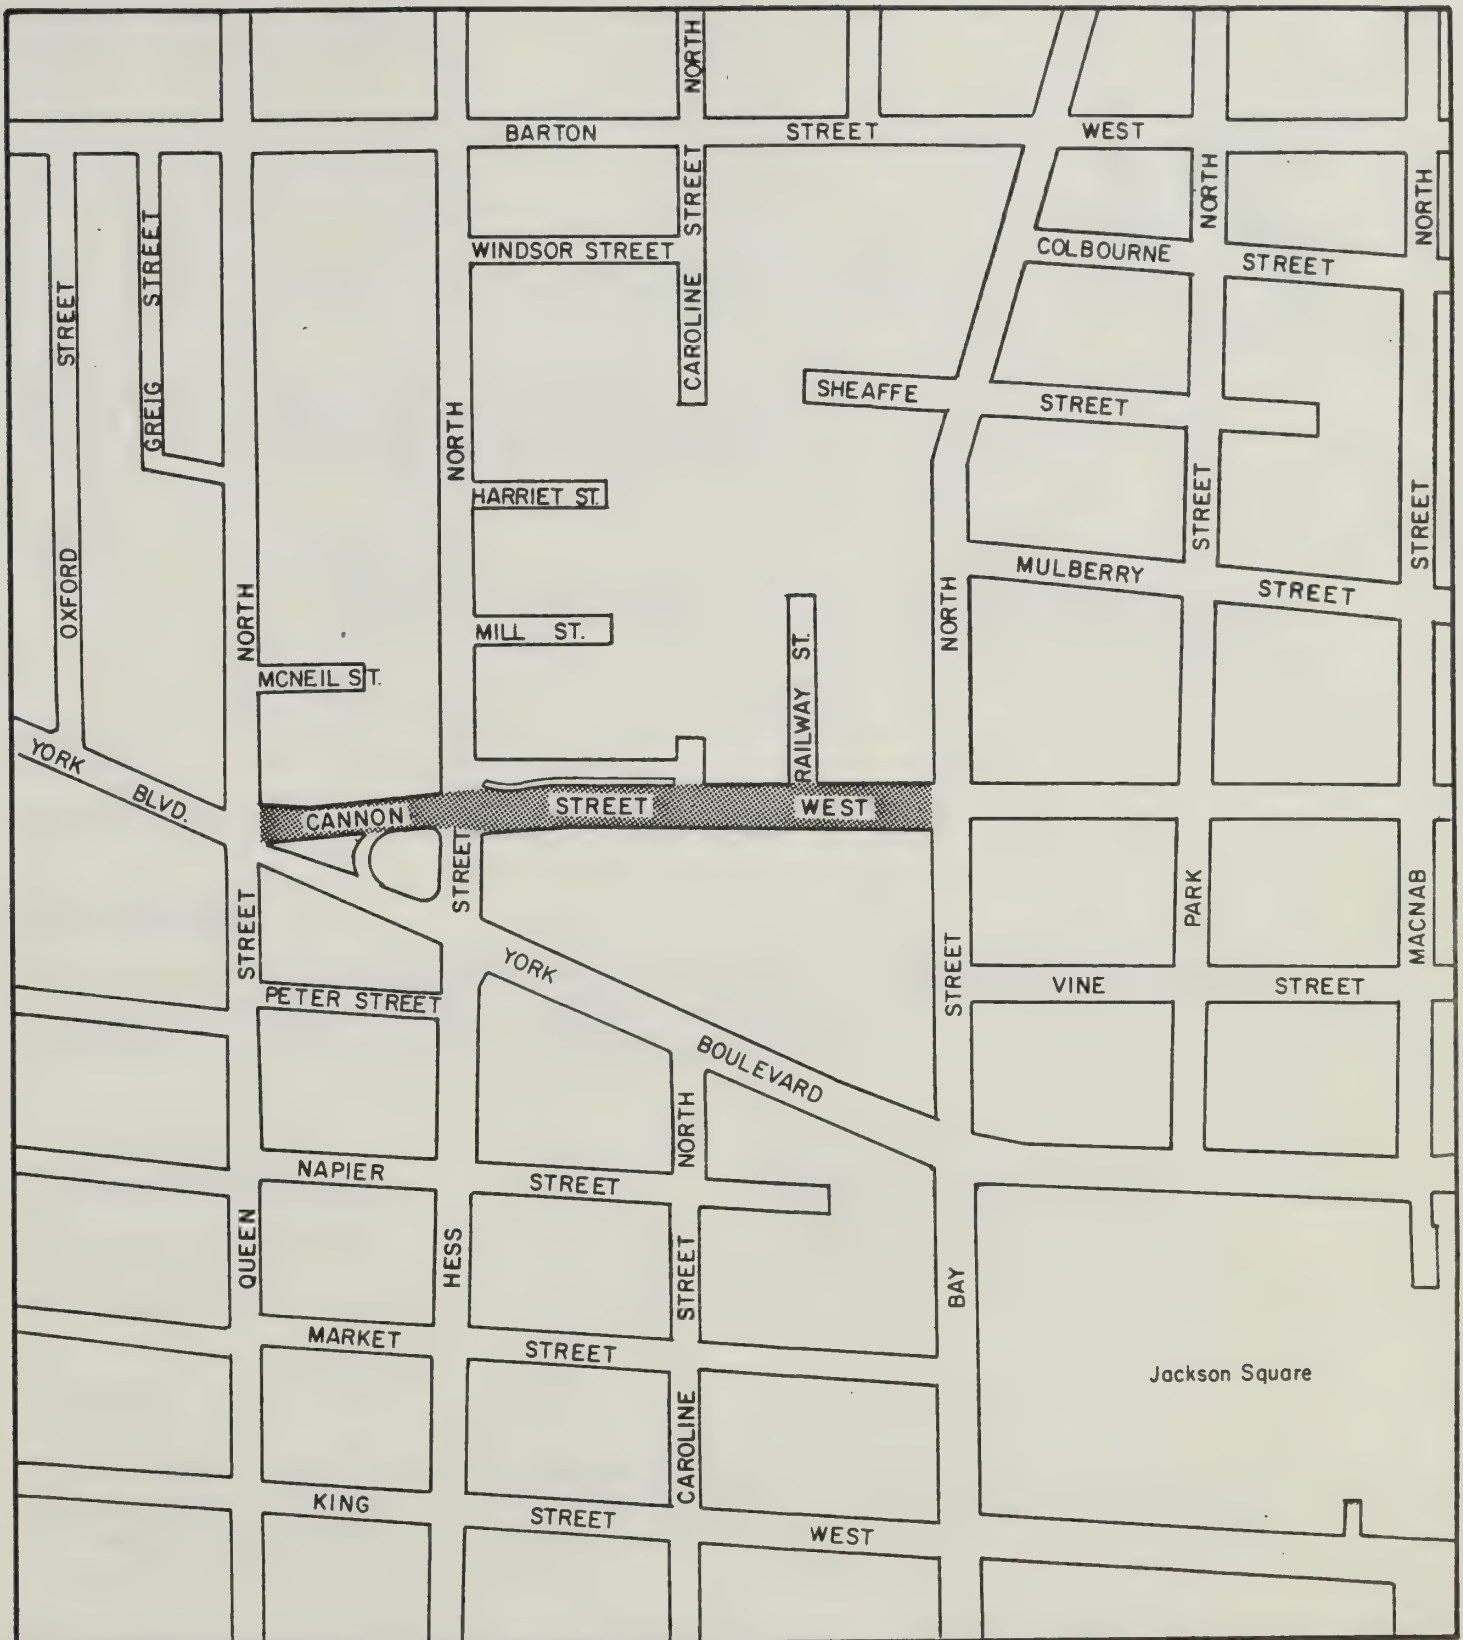 NORTH
BARTON STREET WEST
STREET
NORTH
NORTH
STREET
GREIG STREET
WINDSOR STREET
COLBOURNE STREET
CAROLINE
SHEAFFE STREET
NORTH
HARRIET ST.
STREET
STREET
OXFORD
NORTH
MULBERRY STREET
NORTH
MILL ST.
RAILWAY ST.
MCNEIL ST.
YORK BLVD.
CANNON STREET WEST
STREET
PARK
MACNAB
STREET
STREET
YORK BOULEVARD
VINE STREET
PETER STREET
NORTH
NAPIER STREET
QUEEN
HESS
STREET
BAY
MARKET STREET
Jackson Square
CAROLINE
KING STREET WEST